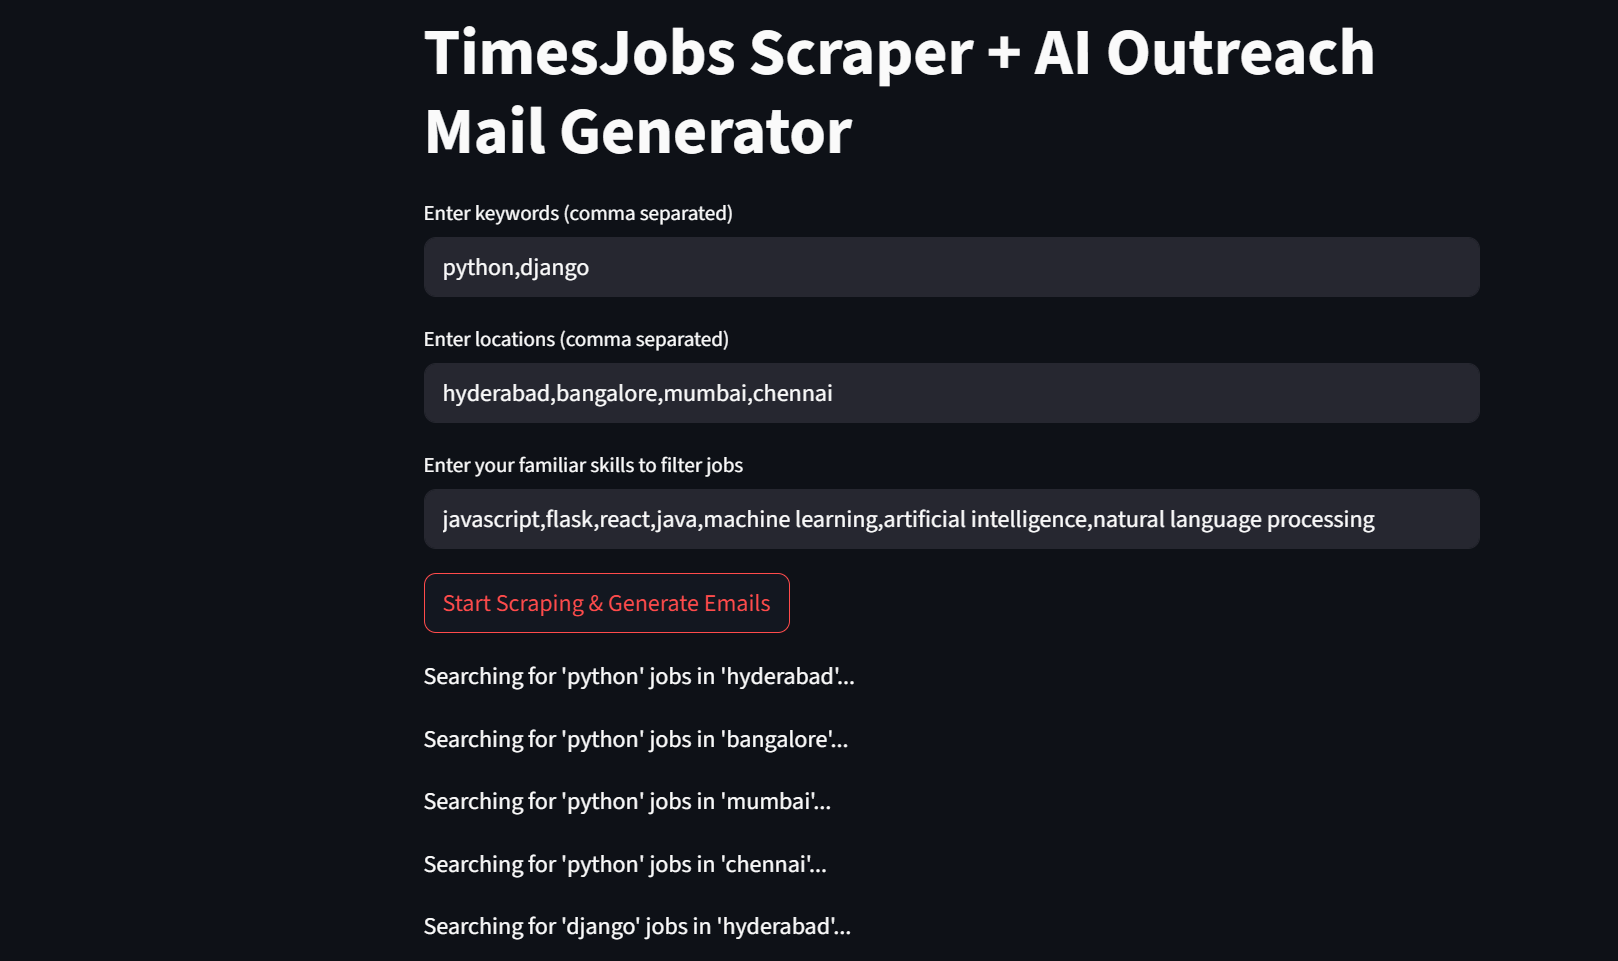 TimesJobs Scraper + AI Outreach
Mail Generator
Enter keywords (comma separated)
python,django
Enter locations (comma separated)
hyderabad,bangalore,mumbai,chennai
Enter your familiar skills to filter jobs
javascript,flask,react,java,machine learning,artificial intelligence,natural language processing
Start Scraping & Generate Emails
Searching for 'python' jobs in 'hyderabad'...
Searching for 'python' jobs in 'bangalore'...
Searching for 'python' jobs in 'mumbai'...
Searching for 'python' jobs in 'chennai'...
Searching for 'django' jobs in 'hyderabad'...